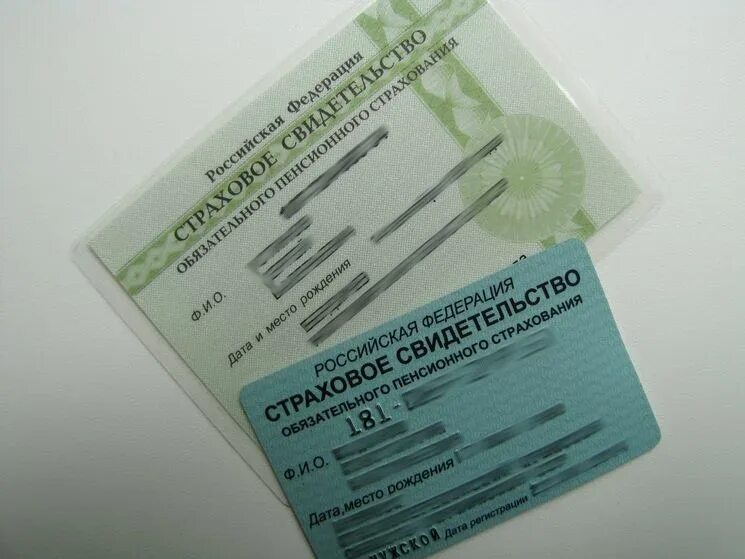 Российская Федерация
СТРАХОВОЕ СВИДЕТЕЛЬСТВО
ОБЯЗАТЕЛЬНОГО ПЕНСИОННОГО СТРАХОВАНИЯ
Ф.И.О.
Дата и место рождения
РОССИЙСКАЯ ФЕДЕРАЦИЯ
СТРАХОВОЕ СВИДЕТЕЛЬСТВО
ОБЯЗАТЕЛЬНОГО ПЕНСИОННОГО СТРАХОВАНИЯ
181-
Ф.И.О.
Дата,место рождения
Дата регистрации